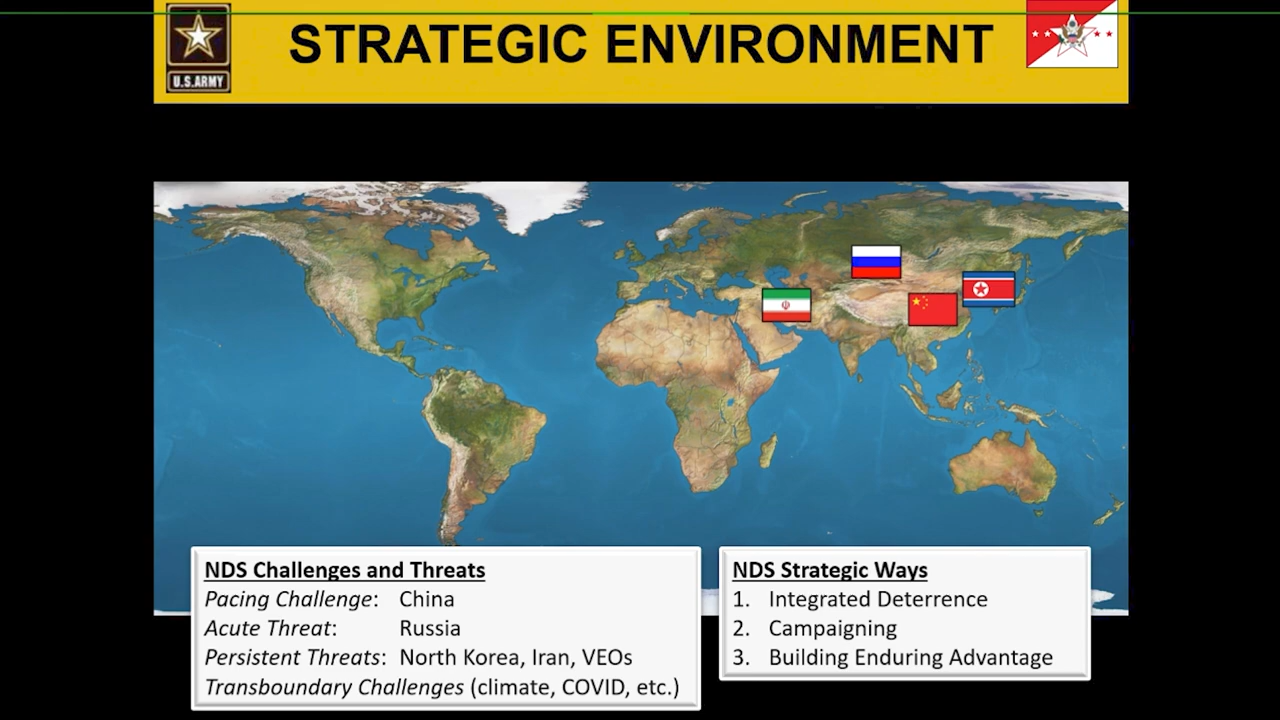 STRATEGIC ENVIRONMENT
U.S.ARMY
NDS Challenges and Threats
Pacing Challenge: China
Acute Threat: Russia
Persistent Threats: North Korea, Iran, VEOs
Transboundary Challenges (climate, COVID, etc.)
NDS Strategic Ways
1. Integrated Deterrence
2. Campaigning
3. Building Enduring Advantage